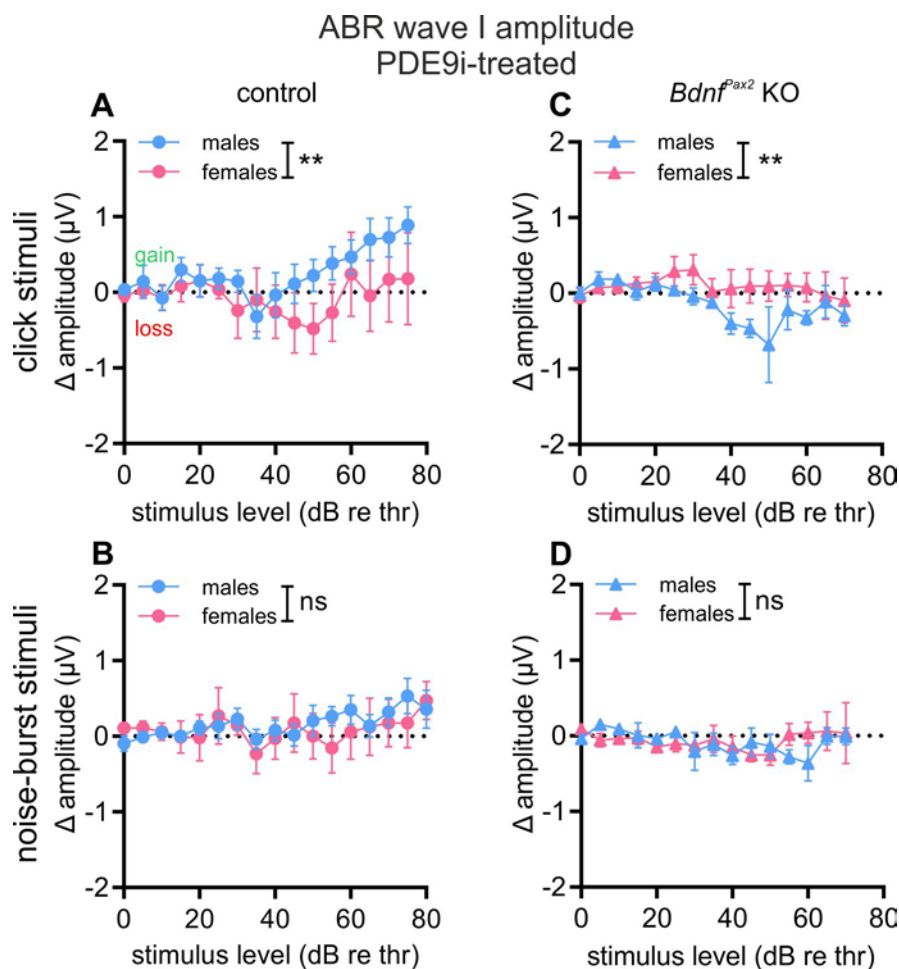 ABR wave I amplitude
PDE9i-treated
A
control
males
females
**
2
1
0
-1
-2
gain
loss
Δ amplitude (µV)
click stimuli
0 20 40 60 80
stimulus level (dB re thr)
C
Bdnf^Pax2 KO
males
females
**
2
1
0
-1
-2
Δ amplitude (µV)
0 20 40 60 80
stimulus level (dB re thr)
B
males
females
ns
2
1
0
-1
-2
Δ amplitude (µV)
noise-burst stimuli
0 20 40 60 80
stimulus level (dB re thr)
D
males
females
ns
2
1
0
-1
-2
Δ amplitude (µV)
0 20 40 60 80
stimulus level (dB re thr)